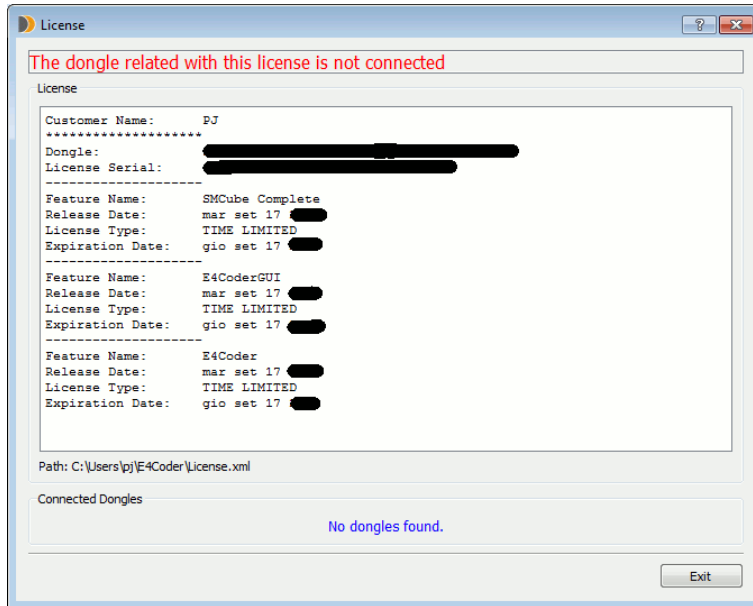 License
The dongle related with this license is not connected
License
Customer Name: PJ
********************
Dongle:
License Serial:
--------------------
Feature Name: SMCube Complete
Release Date: mar set 17
License Type: TIME LIMITED
Expiration Date: gio set 17
--------------------
Feature Name: E4CoderGUI
Release Date: mar set 17
License Type: TIME LIMITED
Expiration Date: gio set 17
--------------------
Feature Name: E4Coder
Release Date: mar set 17
License Type: TIME LIMITED
Expiration Date: gio set 17
Path: C:\Users\pj\E4Coder\License.xml
Connected Dongles
No dongles found.
Exit